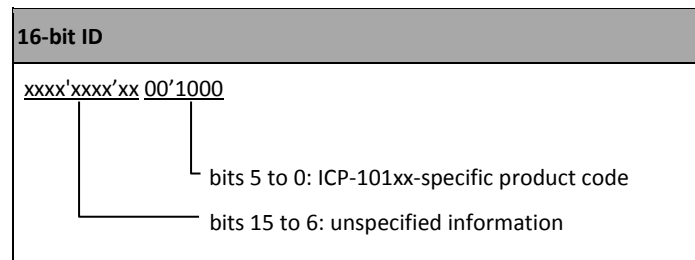 16-bit ID
xxxx'xxxx’xx 00’1000
bits 5 to 0: ICP-101xx-specific product code
bits 15 to 6: unspecified information